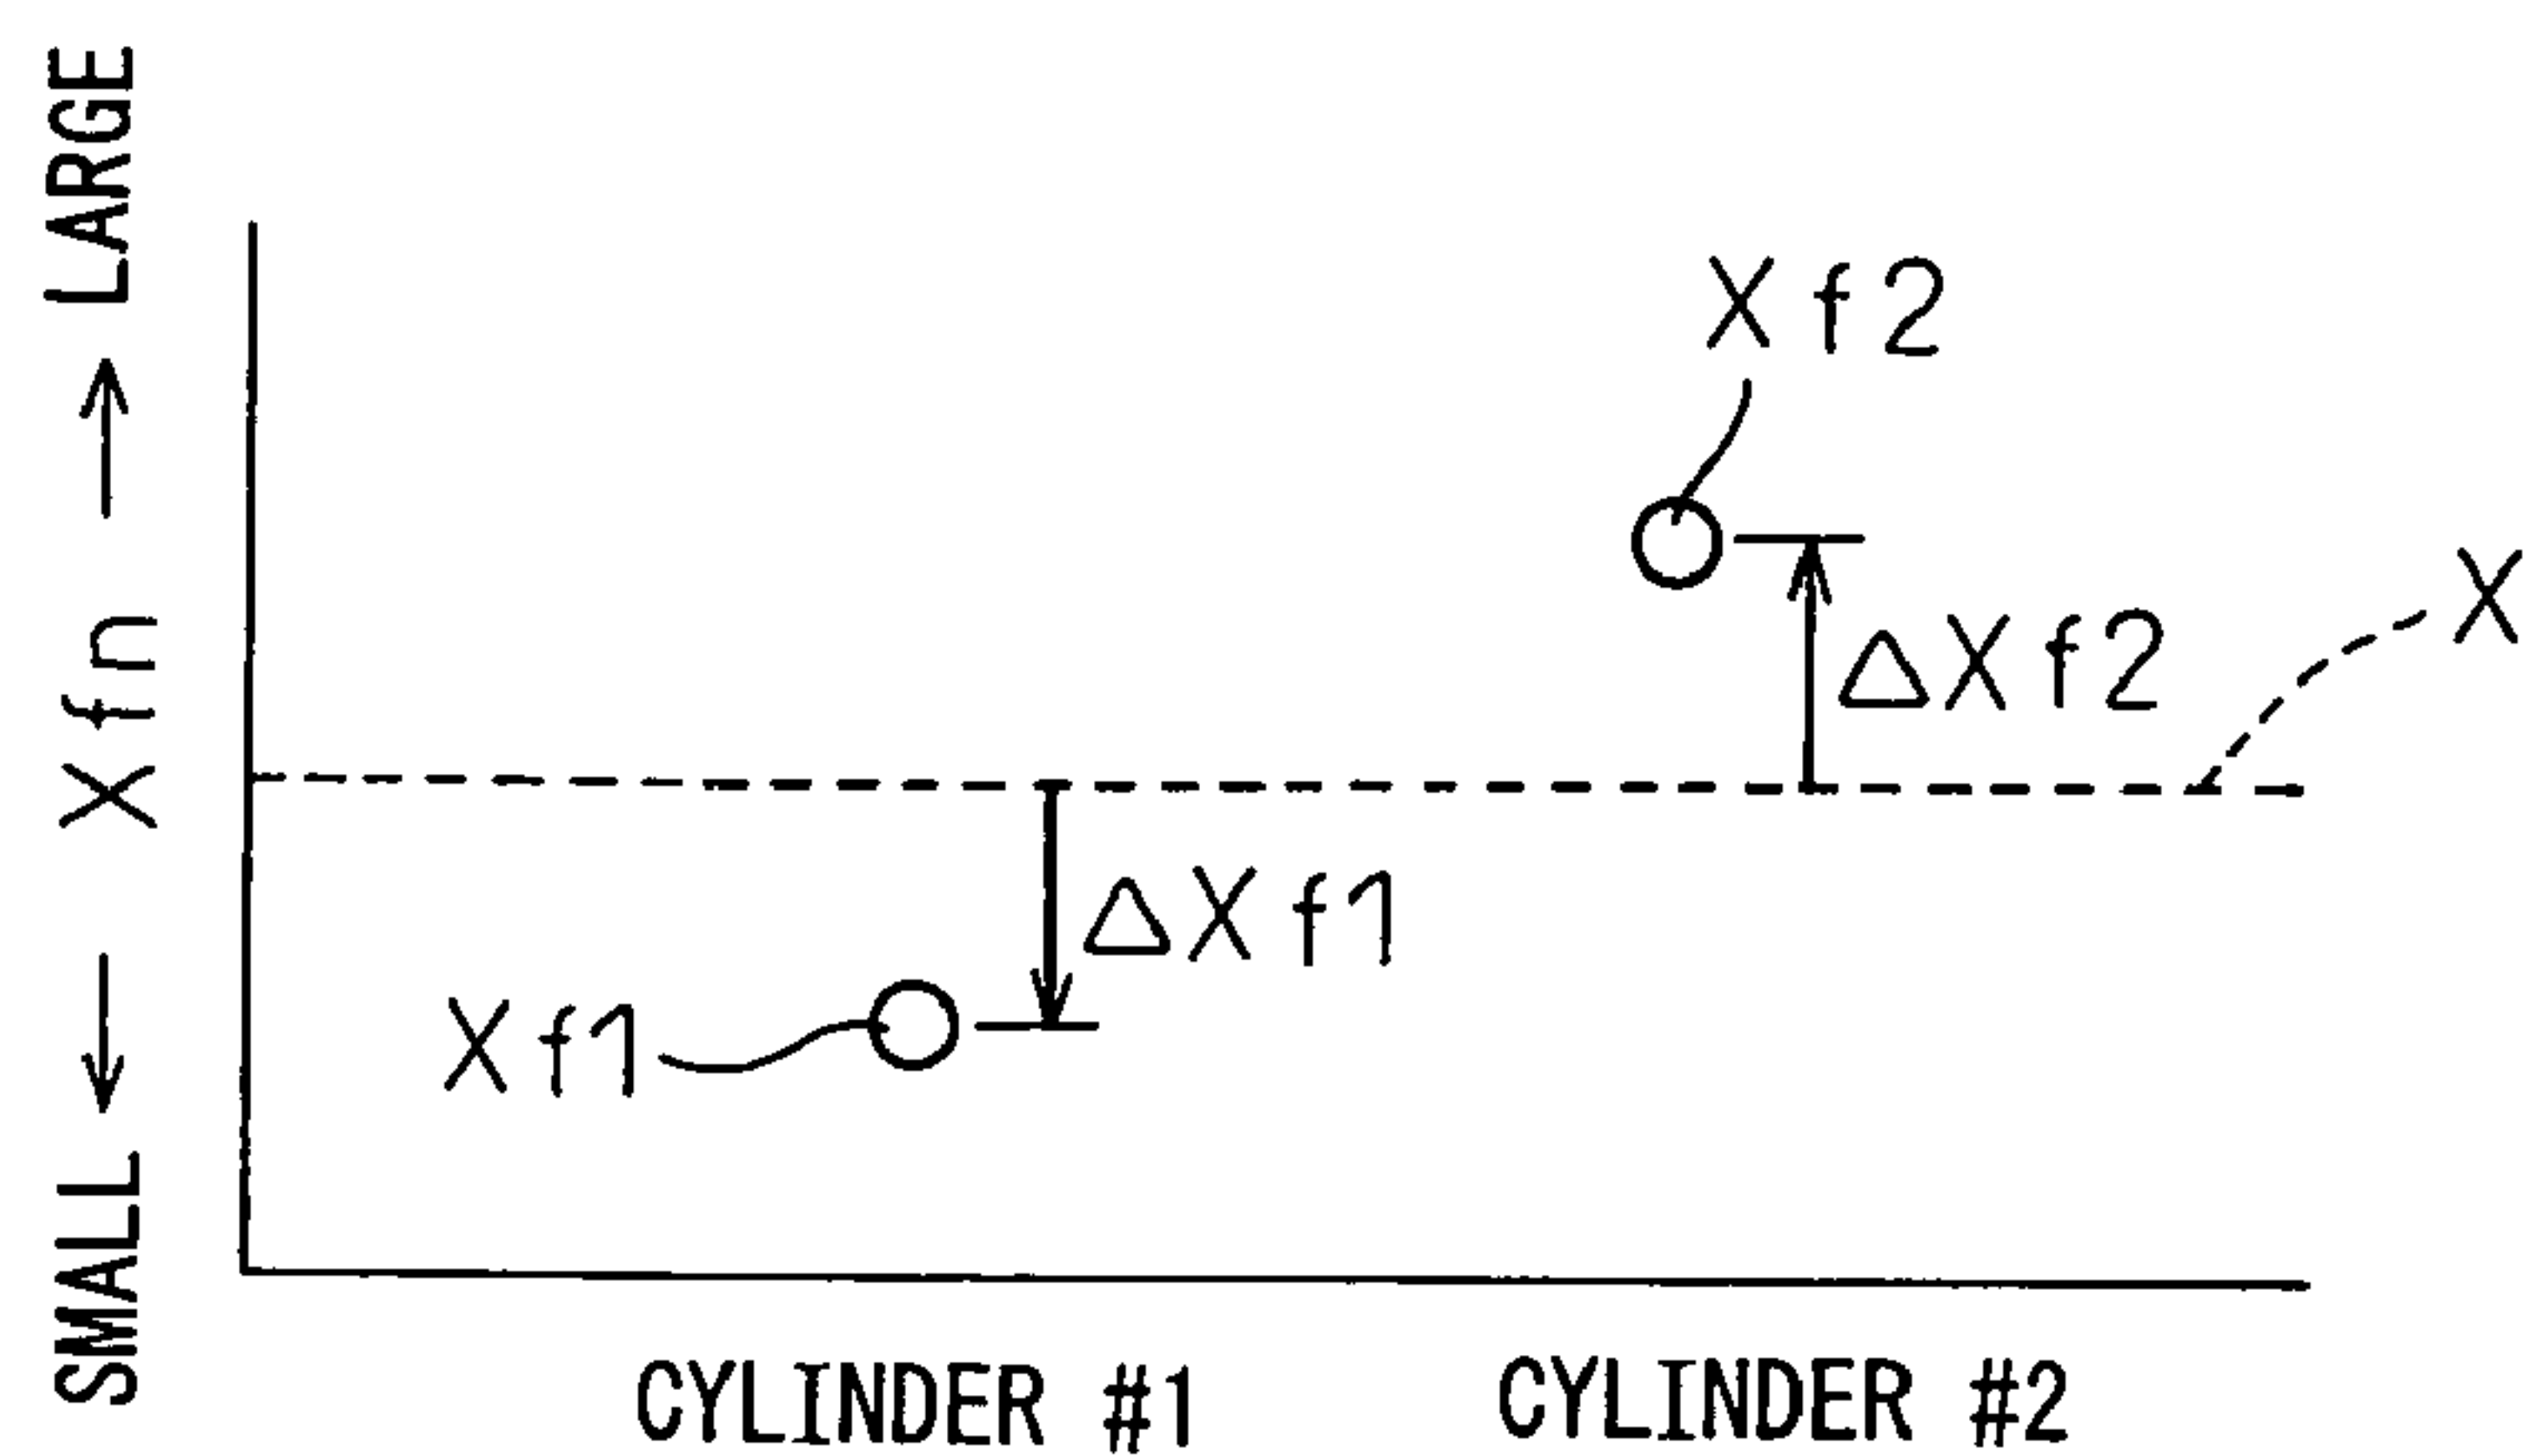 SMALL ← Xfn → LARGE
Xf2
X
ΔXf2
ΔXf1
Xf1
CYLINDER #1
CYLINDER #2